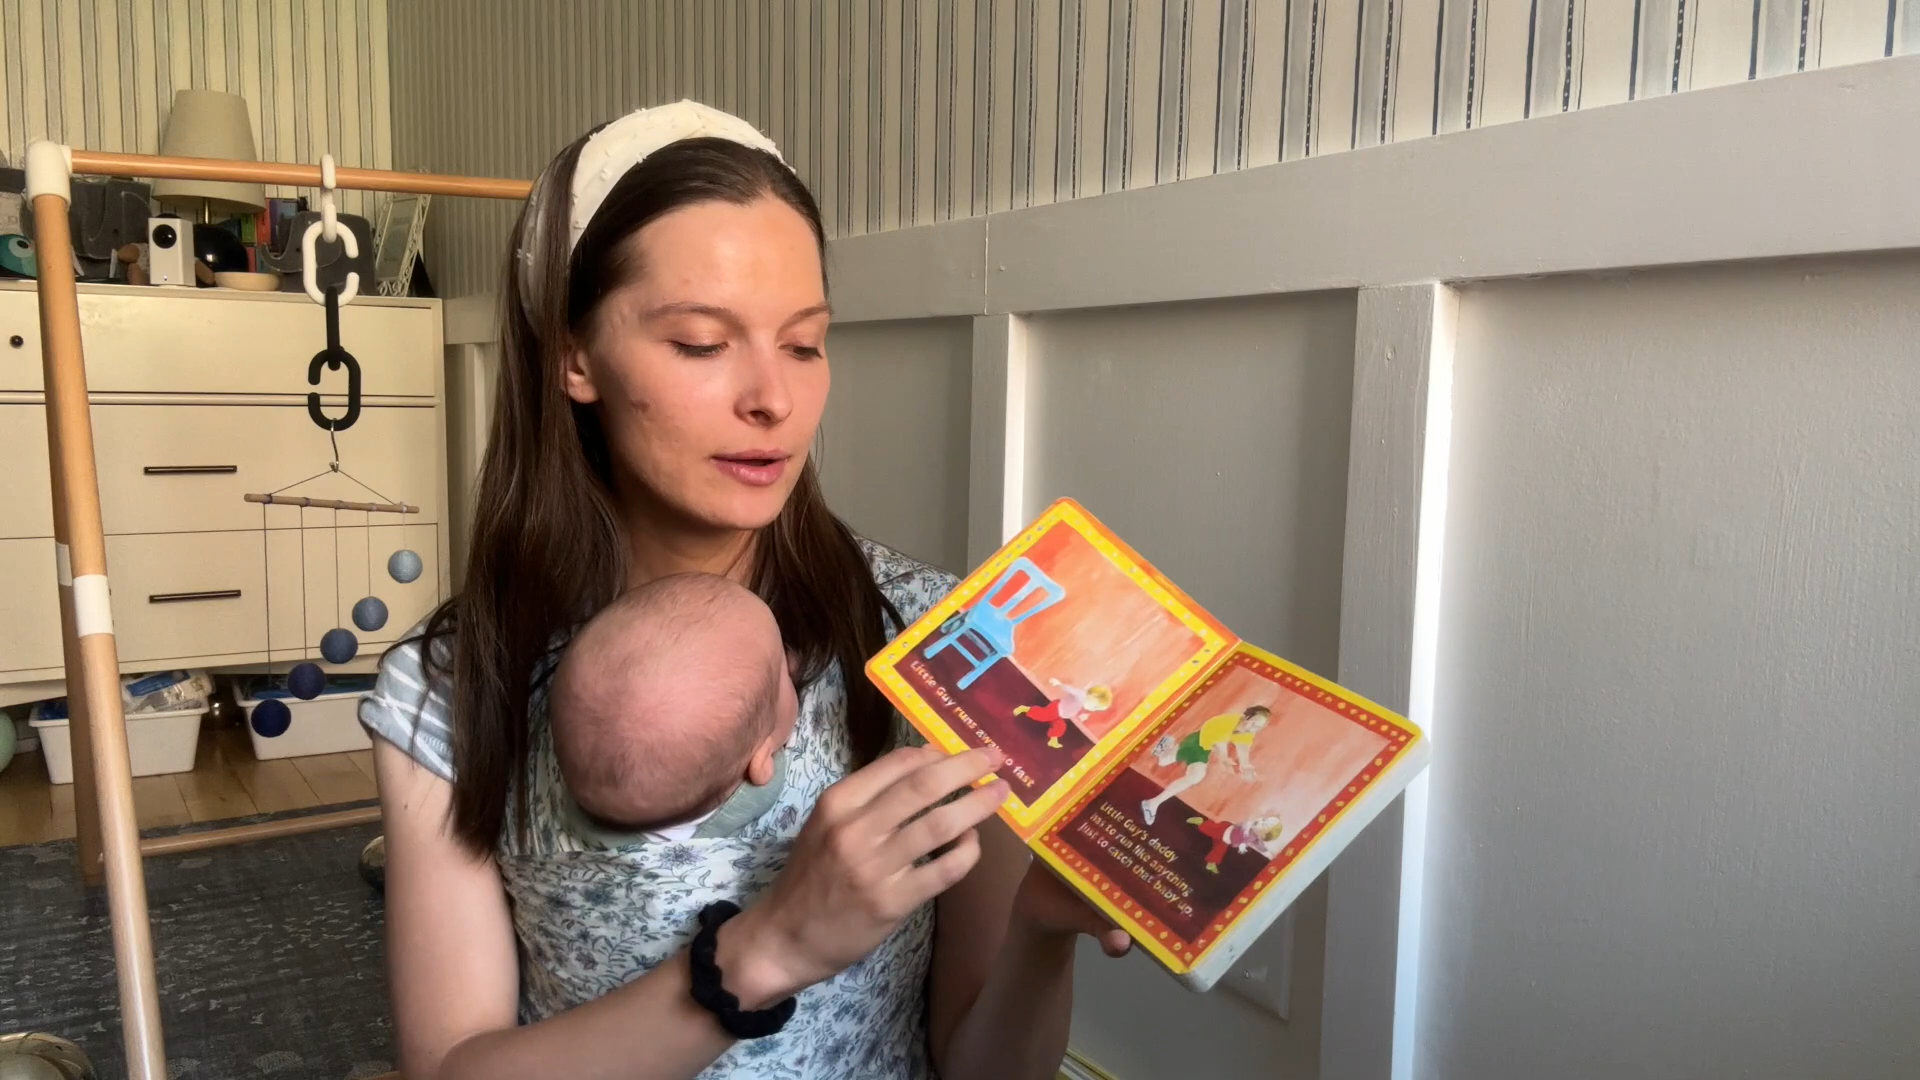 Little Guy runs away so fast
Little Guy's daddy
has to run like anything
just to catch that baby up.